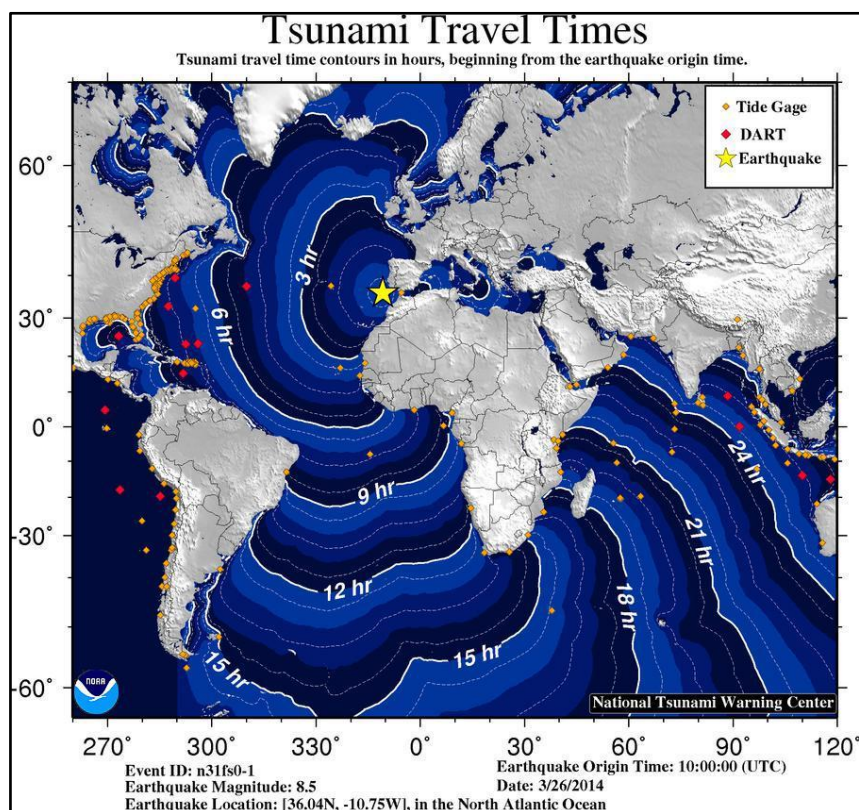 Tsunami Travel Times
Tsunami travel time contours in hours, beginning from the earthquake origin time.
Tide Gage
DART
Earthquake
60°
30°
0°
-30°
-60°
3 hr
6 hr
9 hr
12 hr
15 hr
15 hr
18 hr
21 hr
24 hr
NOAA
National Tsunami Warning Center
270° 300° 330° 0° 30° 60° 90° 120°
Event ID: n31fs0-1
Earthquake Magnitude: 8.5
Earthquake Location: [36.04N, -10.75W], in the North Atlantic Ocean
Earthquake Origin Time: 10:00:00 (UTC)
Date: 3/26/2014